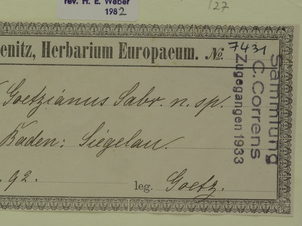 rev. H. E. Weber
1982
127
enitz, Herbarium Europaeum. No.
7431
Goetzianus Sabr. n. sp.
Baden: Siegelau
.92. leg. Goetz.
Sammlung
C. Correns
Zugegangen 1933